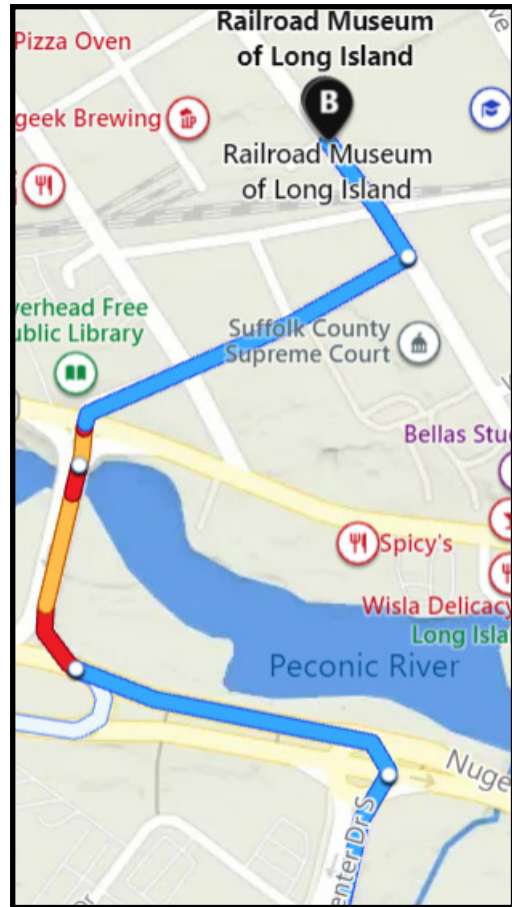 Railroad Museum
of Long Island
Pizza Oven
B
geek Brewing
Railroad Museum
of Long Island
verhead Free
ublic Library
Suffolk County
Supreme Court
Bellas Stu
Spicy's
Wisla Delicacy
Long Isla
Peconic River
Nuge
enter Dr S